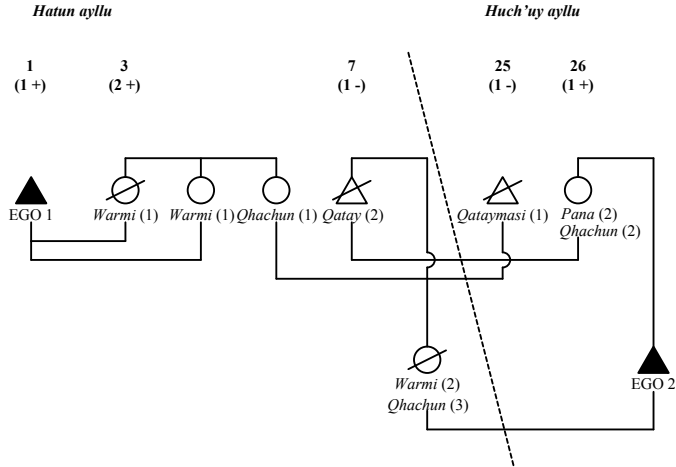 Hatun ayllu Huch'uy ayllu
1 3 7 25 26
(1 +) (2 +) (1 -) (1 -) (1 +)
EGO 1 Warmi (1) Warmi (1) Qhachun (1) Qatay (2) Qataymasi (1) Pana (2)
Qhachun (2)
Warmi (2) EGO 2
Qhachun (3)